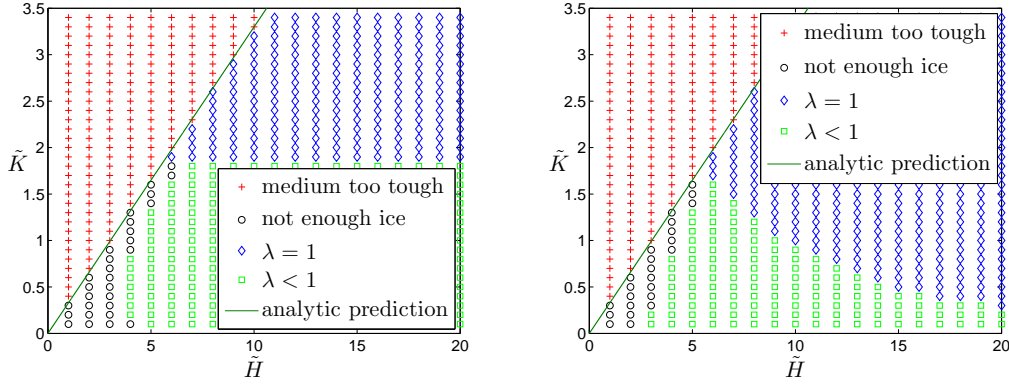 3.5
3
2.5
2
K̃
1.5
1
0.5
0
0
5
10
15
20
H̃
medium too tough
not enough ice
λ = 1
λ < 1
analytic prediction
3.5
3
2.5
2
K̃
1.5
1
0.5
0
0
5
10
15
20
H̃
medium too tough
not enough ice
λ = 1
λ < 1
analytic prediction